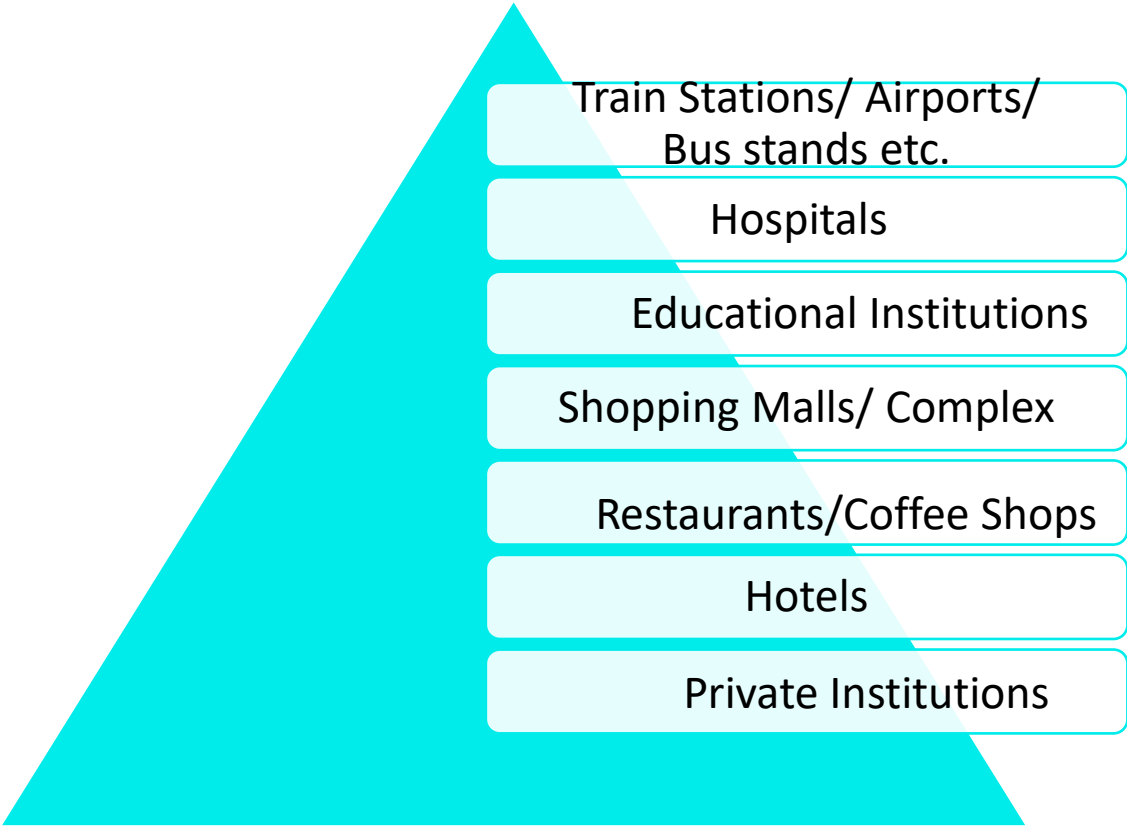 Train Stations/ Airports/
Bus stands etc.
Hospitals
Educational Institutions
Shopping Malls/ Complex
Restaurants/Coffee Shops
Hotels
Private Institutions